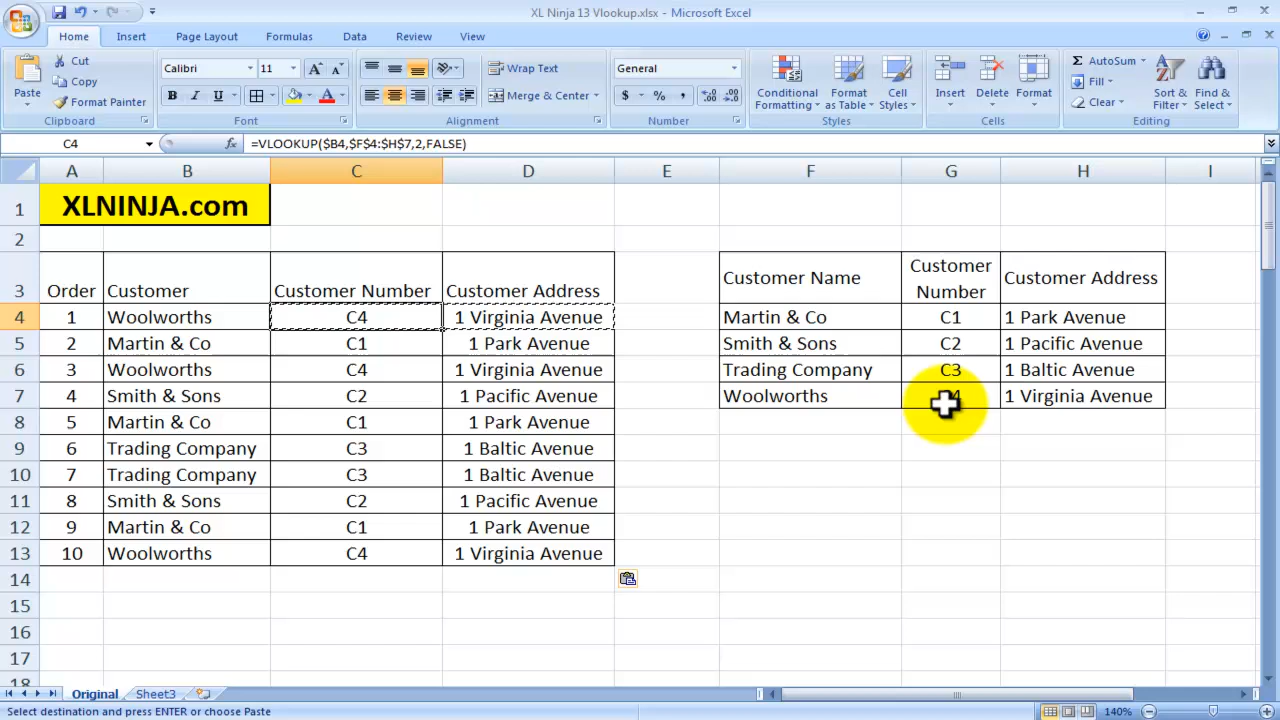 XL Ninja 13 Vlookup.xlsx - Microsoft Excel
Home Insert Page Layout Formulas Data Review View
Paste
Cut
Copy
Format Painter
Clipboard
Calibri 11
B I U
Font
Wrap Text
Merge & Center
Alignment
General
$ % ,
Number
Conditional Formatting
Format as Table
Cell Styles
Styles
Insert Delete Format
Cells
AutoSum
Fill
Clear
Sort & Filter
Find & Select
Editing
C4 fx =VLOOKUP($B4,$F$4:$H$7,2,FALSE)
A B C D E F G H I
1 XLNINJA.com
2
3 Order Customer Customer Number Customer Address Customer Name Customer Number Customer Address
4 1 Woolworths C4 1 Virginia Avenue Martin & Co C1 1 Park Avenue
5 2 Martin & Co C1 1 Park Avenue Smith & Sons C2 1 Pacific Avenue
6 3 Woolworths C4 1 Virginia Avenue Trading Company C3 1 Baltic Avenue
7 4 Smith & Sons C2 1 Pacific Avenue Woolworths 1 Virginia Avenue
8 5 Martin & Co C1 1 Park Avenue
9 6 Trading Company C3 1 Baltic Avenue
10 7 Trading Company C3 1 Baltic Avenue
11 8 Smith & Sons C2 1 Pacific Avenue
12 9 Martin & Co C1 1 Park Avenue
13 10 Woolworths C4 1 Virginia Avenue
14
15
16
17
Original Sheet3
Select destination and press ENTER or choose Paste 140%